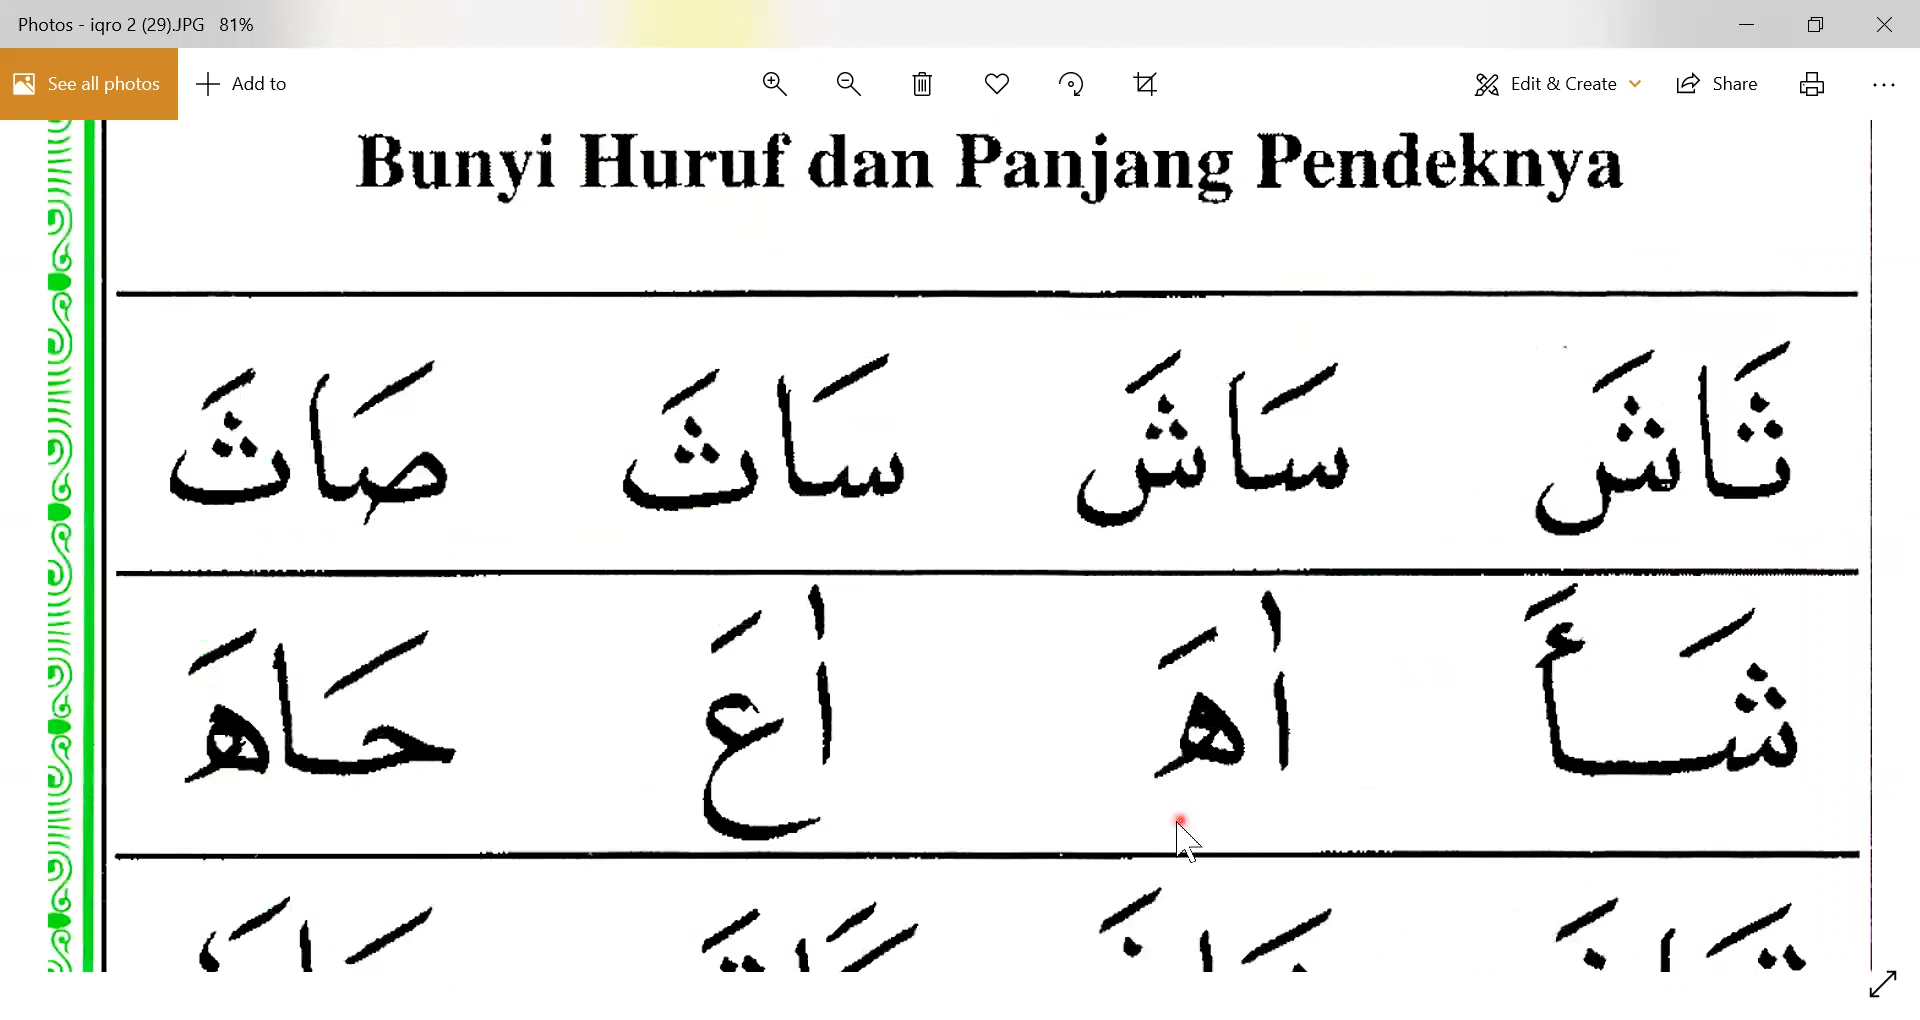 Photos - iqro 2 (29).JPG 81%
See all photos Add to Edit & Create Share
Bunyi Huruf dan Panjang Pendeknya
ثَاشَ سَاشَ سَاثَ صَاثَ
شَأَ اٰهَ اٰعَ حَاهَ